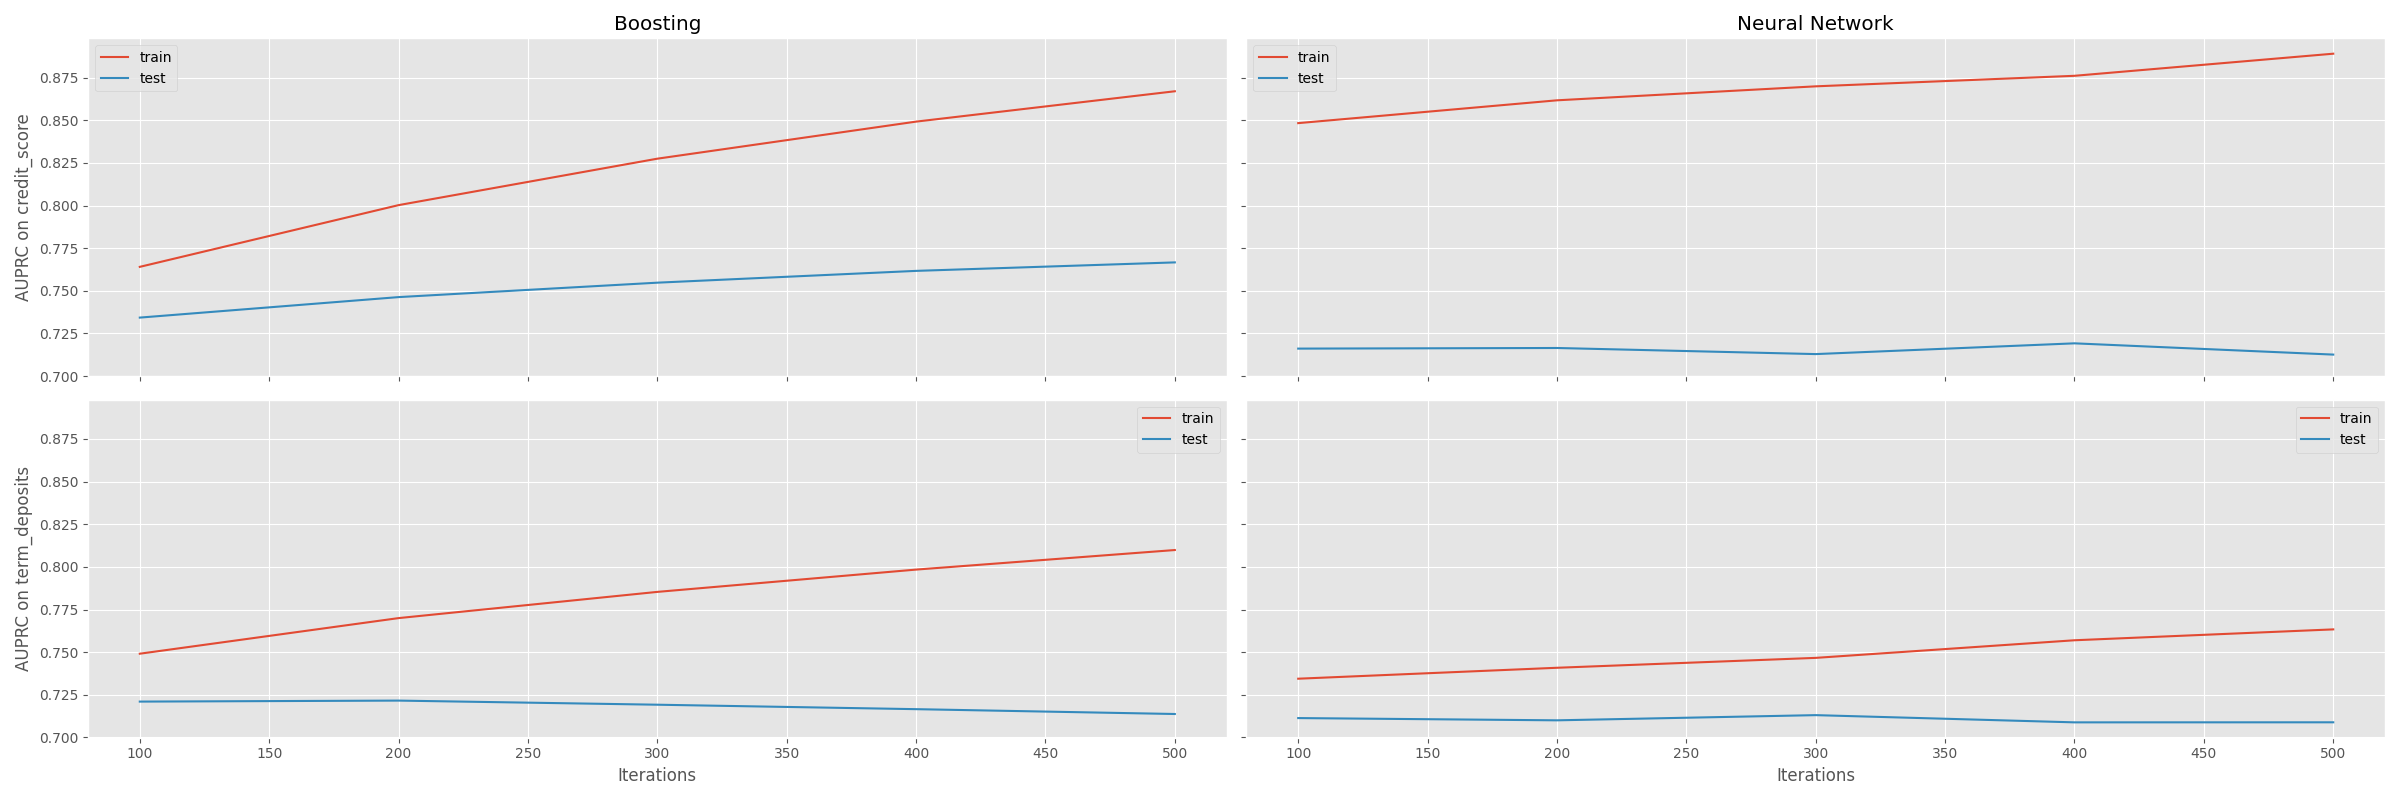 Boosting
train
test
0.875
0.850
0.825
0.800
0.775
0.750
0.725
0.700
AUPRC on credit_score
Neural Network
train
test
train
test
0.875
0.850
0.825
0.800
0.775
0.750
0.725
0.700
AUPRC on term_deposits
100 150 200 250 300 350 400 450 500
Iterations
train
test
100 150 200 250 300 350 400 450 500
Iterations